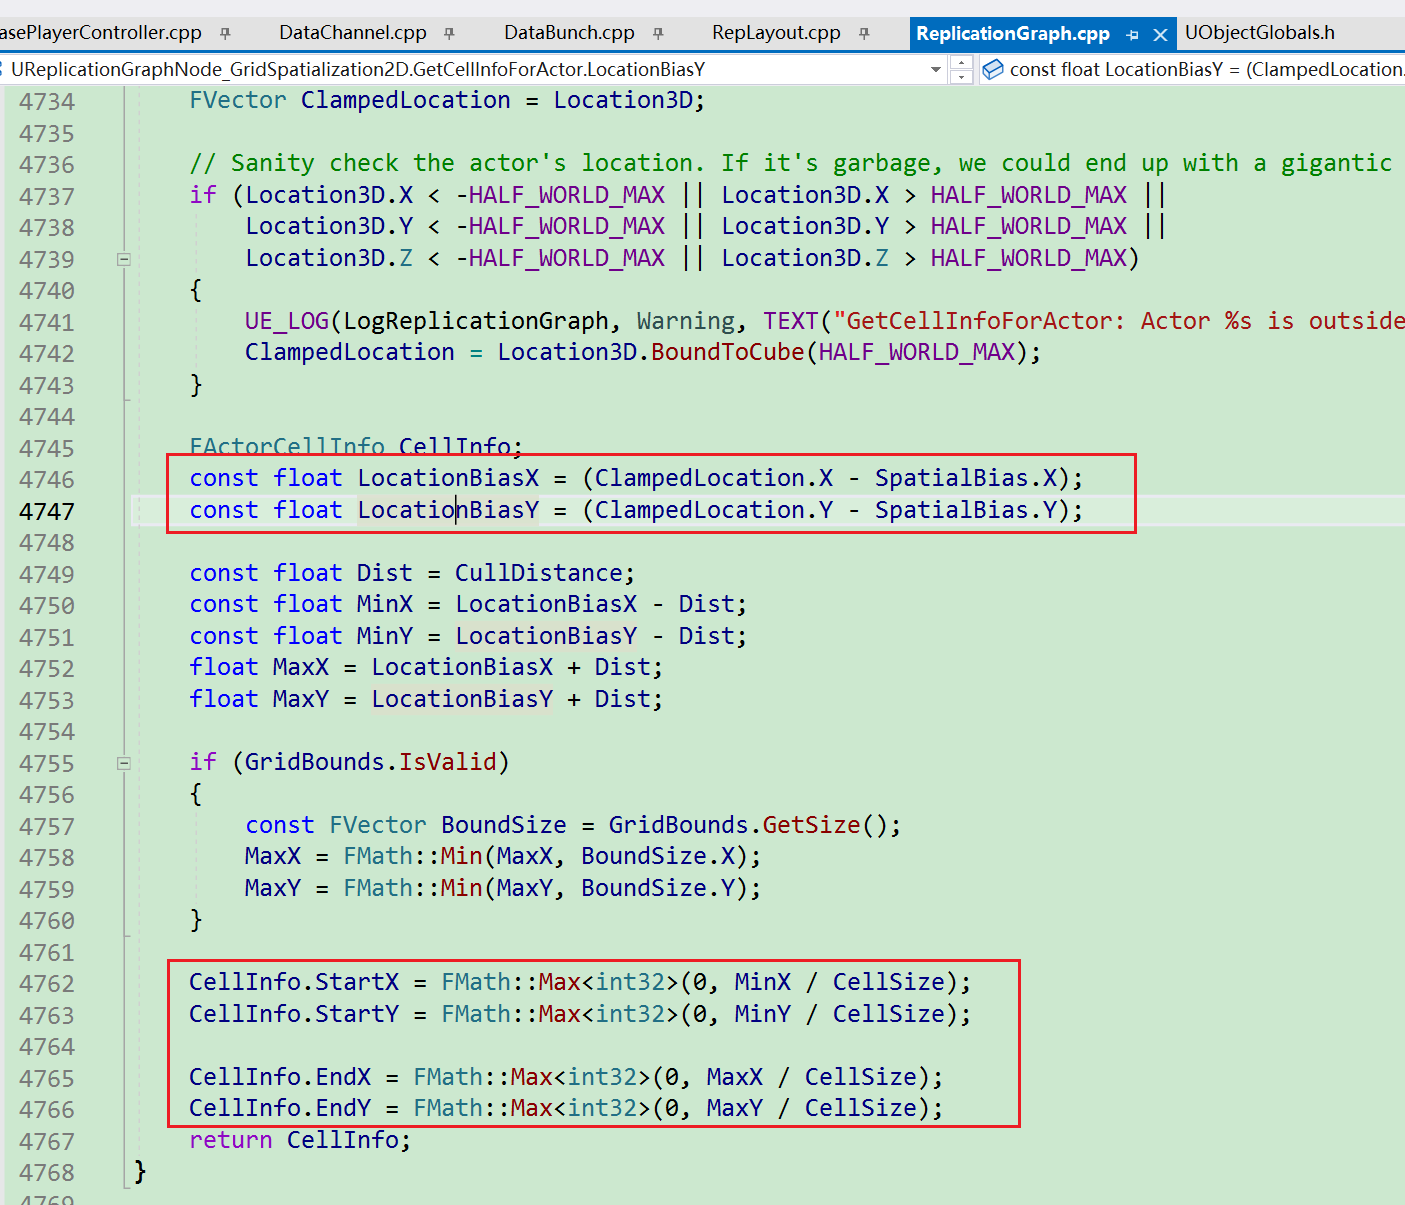 asePlayerController.cpp DataChannel.cpp DataBunch.cpp RepLayout.cpp ReplicationGraph.cpp UObjectGlobals.h
UReplicationGraphNode_GridSpatialization2D.GetCellInfoForActor.LocationBiasY const float LocationBiasY = (ClampedLocation.
4734 FVector ClampedLocation = Location3D;
4735
4736 // Sanity check the actor's location. If it's garbage, we could end up with a gigantic
4737 if (Location3D.X < -HALF_WORLD_MAX || Location3D.X > HALF_WORLD_MAX ||
4738 Location3D.Y < -HALF_WORLD_MAX || Location3D.Y > HALF_WORLD_MAX ||
4739 Location3D.Z < -HALF_WORLD_MAX || Location3D.Z > HALF_WORLD_MAX)
4740 {
4741 UE_LOG(LogReplicationGraph, Warning, TEXT("GetCellInfoForActor: Actor %s is outside
4742 ClampedLocation = Location3D.BoundToCube(HALF_WORLD_MAX);
4743 }
4744
4745 FActorCellInfo CellInfo;
4746 const float LocationBiasX = (ClampedLocation.X - SpatialBias.X);
4747 const float LocationBiasY = (ClampedLocation.Y - SpatialBias.Y);
4748
4749 const float Dist = CullDistance;
4750 const float MinX = LocationBiasX - Dist;
4751 const float MinY = LocationBiasY - Dist;
4752 float MaxX = LocationBiasX + Dist;
4753 float MaxY = LocationBiasY + Dist;
4754
4755 if (GridBounds.IsValid)
4756 {
4757 const FVector BoundSize = GridBounds.GetSize();
4758 MaxX = FMath::Min(MaxX, BoundSize.X);
4759 MaxY = FMath::Min(MaxY, BoundSize.Y);
4760 }
4761
4762 CellInfo.StartX = FMath::Max<int32>(0, MinX / CellSize);
4763 CellInfo.StartY = FMath::Max<int32>(0, MinY / CellSize);
4764
4765 CellInfo.EndX = FMath::Max<int32>(0, MaxX / CellSize);
4766 CellInfo.EndY = FMath::Max<int32>(0, MaxY / CellSize);
4767 return CellInfo;
4768 }
4769